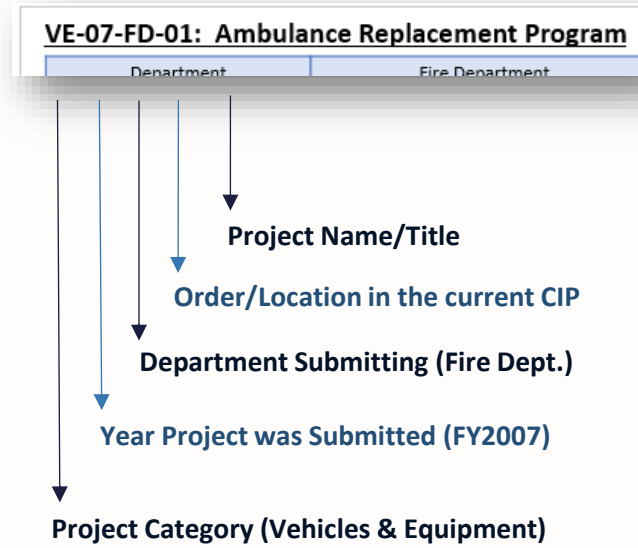 VE-07-FD-01: Ambulance Replacement Program
Department Fire Department
Project Name/Title
Order/Location in the current CIP
Department Submitting (Fire Dept.)
Year Project was Submitted (FY2007)
Project Category (Vehicles & Equipment)